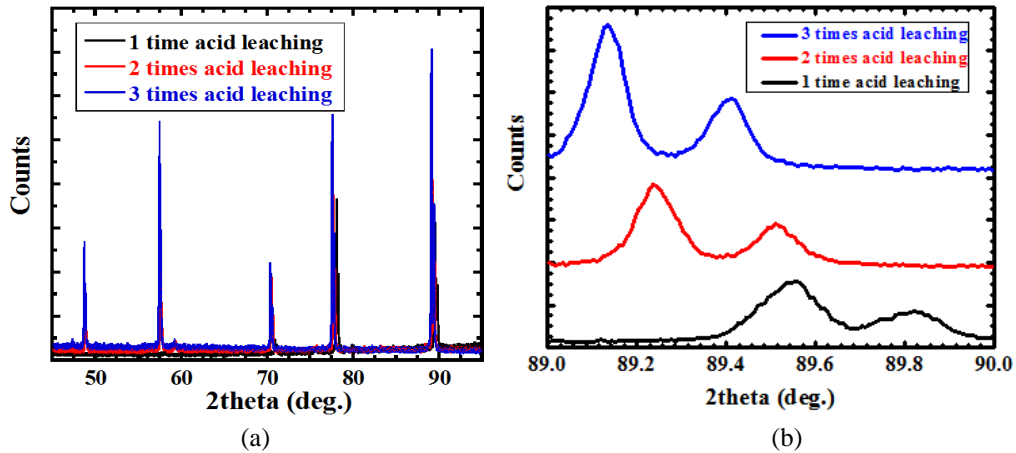 1 time acid leaching
2 times acid leaching
3 times acid leaching
Counts
50 60 70 80 90
2theta (deg.)
(a)
3 times acid leaching
2 times acid leaching
1 time acid leaching
Counts
89.0 89.2 89.4 89.6 89.8 90.0
2theta (deg.)
(b)